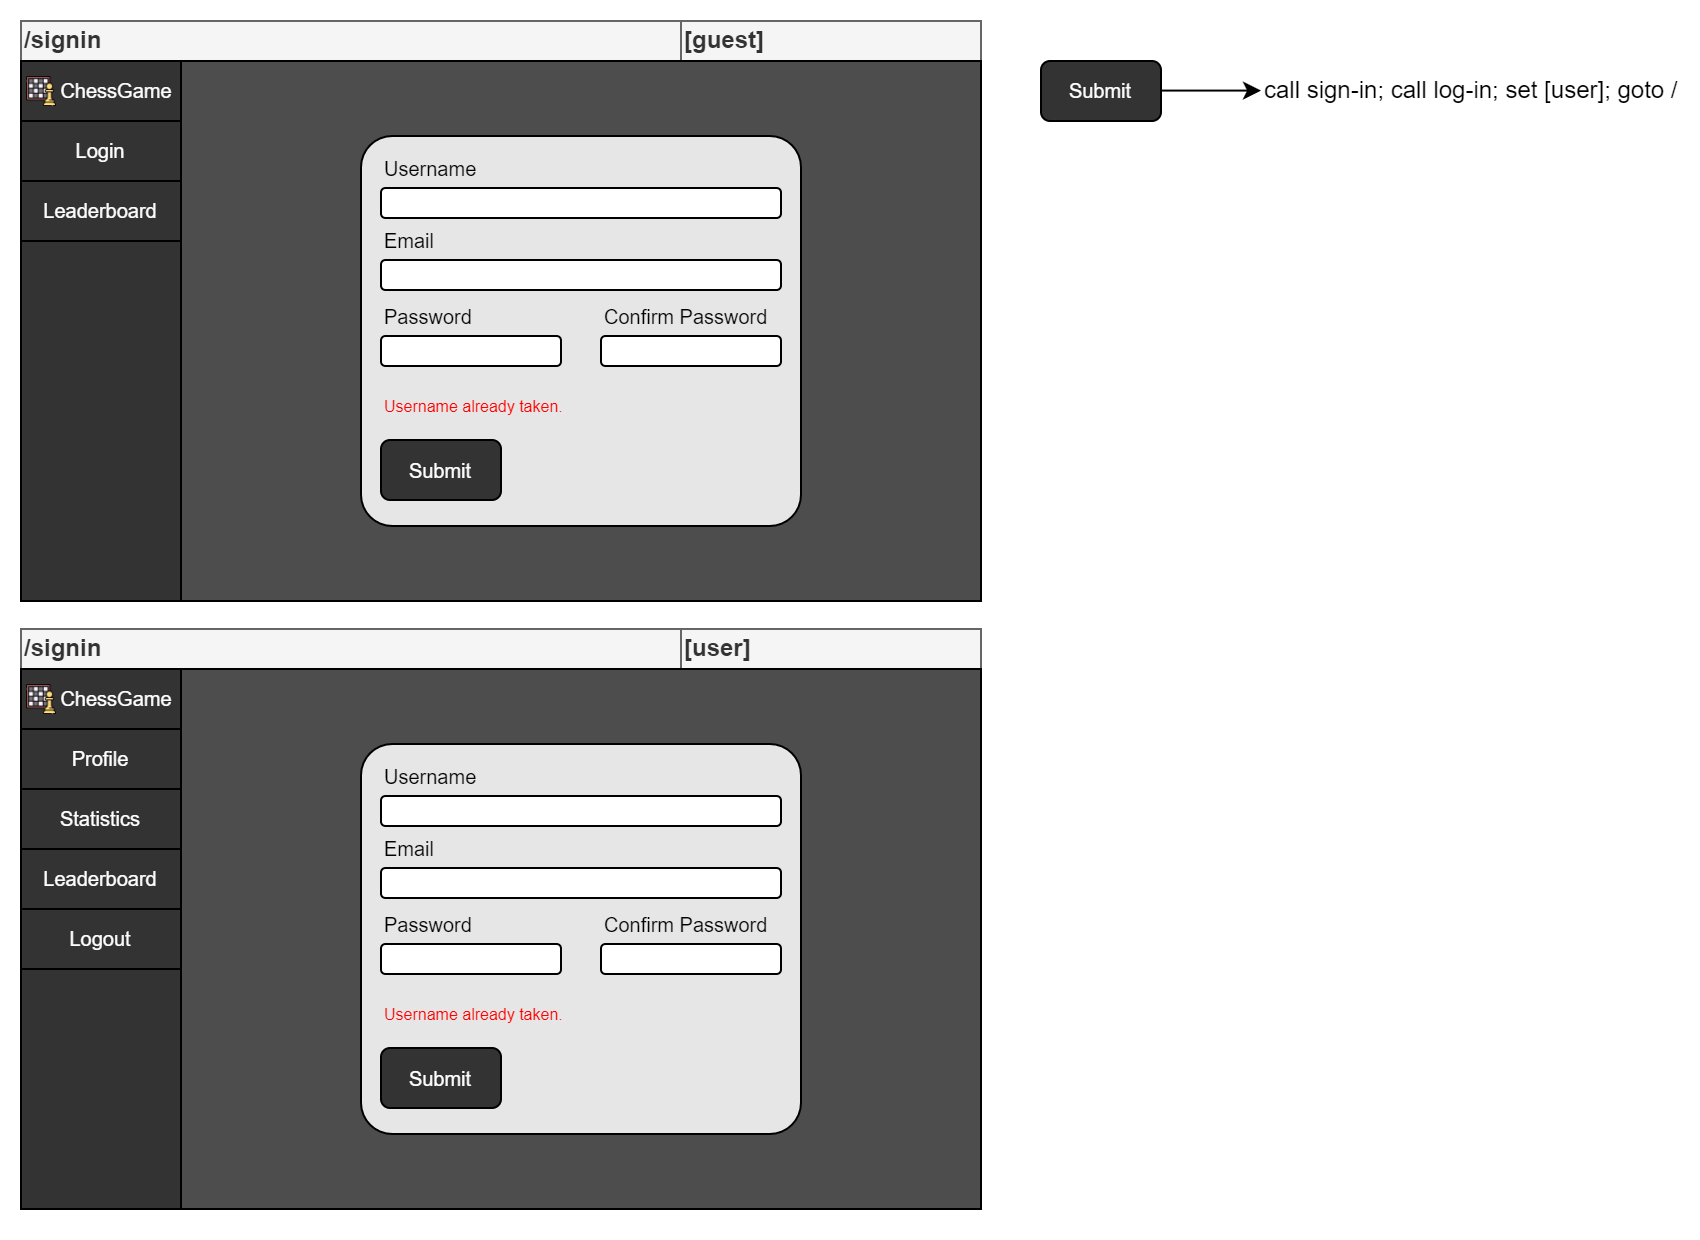 /signin
[guest]
ChessGame
Login
Leaderboard
Username
Email
Password
Confirm Password
Username already taken.
Submit
Submit
call sign-in; call log-in; set [user]; goto /
/signin
[user]
ChessGame
Profile
Statistics
Leaderboard
Logout
Username
Email
Password
Confirm Password
Username already taken.
Submit